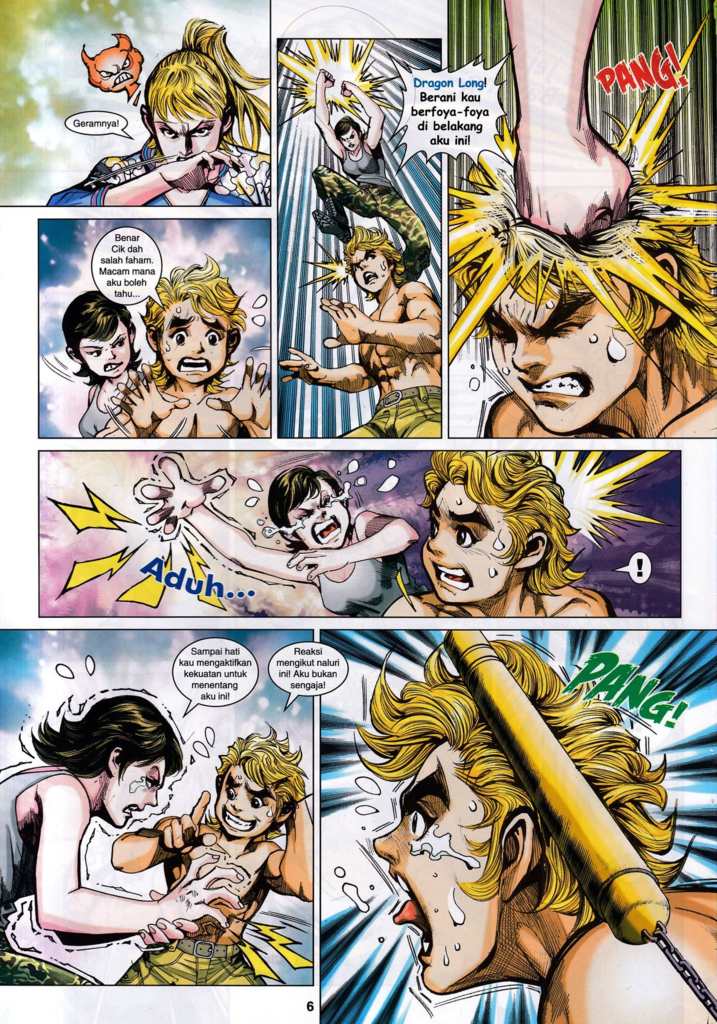 Geramnya!
Dragon Long!
Berani kau
berfoya-foya
di belakang
aku ini!
PANG!
Benar
Cik dah
salah faham.
Macam mana
aku boleh
tahu...
Aduh...
!
Sampai hati
kau mengaktifkan
kekuatan untuk
menentang
aku ini!
Reaksi
mengikut naluri
ini! Aku bukan
sengaja!
PANG!
6